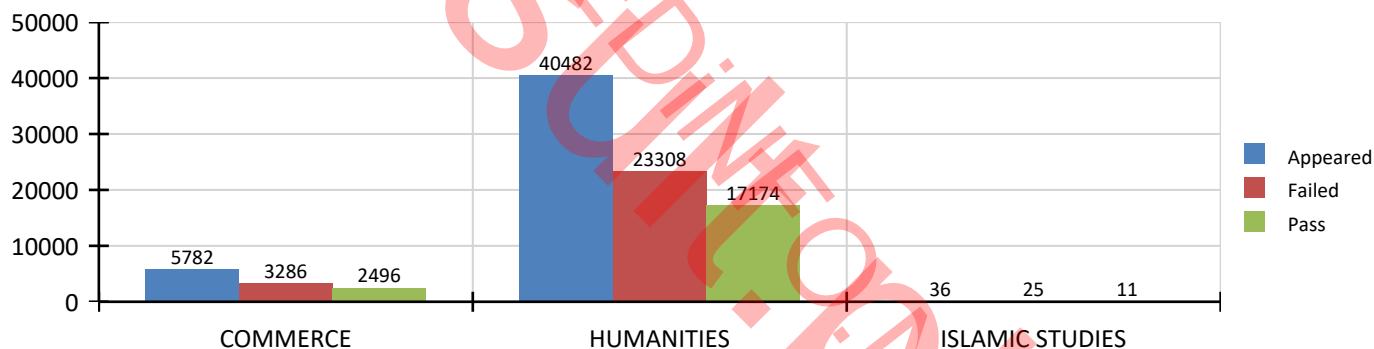 50000
40000
30000
20000
10000
0
40482
23308
17174
5782
3286
2496
36
25
11
COMMERCE
HUMANITIES
ISLAMIC STUDIES
Appeared
Failed
Pass